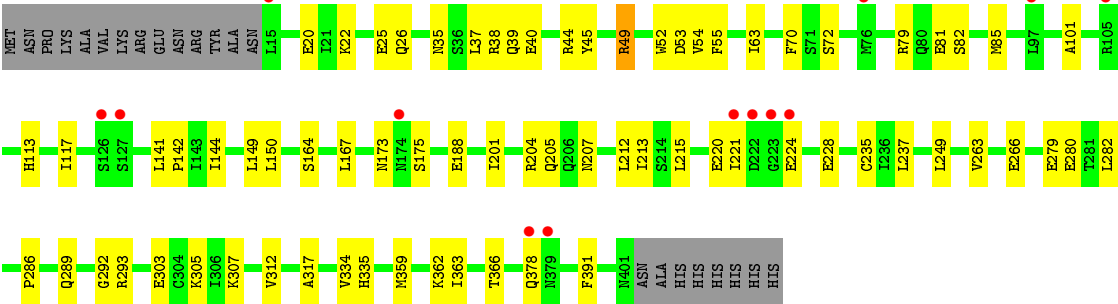 MET ASN PRO LYS ALA VAL LYS ARG GLU ASN ARG TYR ALA ASN L15 E20 I21 K22 E25 Q26 N35 S36 L37 R38 Q39 E40 R44 Y45 R49 W52 D53 V54 F55 I63 F70 S71 S72 M76 R79 Q80 E81 S82 M85 L97 A101 R105
H113 I117 S126 S127 L141 P142 I143 I144 L149 L150 S164 L167 N173 N174 S175 E188 I201 R204 Q205 Q206 N207 L212 I213 S214 L215 E220 I221 D222 G223 E224 E228 C235 I236 L237 L249 V263 E266 E279 E280 T281 L282
P286 Q289 G292 R293 E303 C304 K305 I306 K307 V312 A317 V334 H335 M359 K362 I363 T366 Q378 N379 F391 N401 ASN ALA HIS HIS HIS HIS HIS HIS